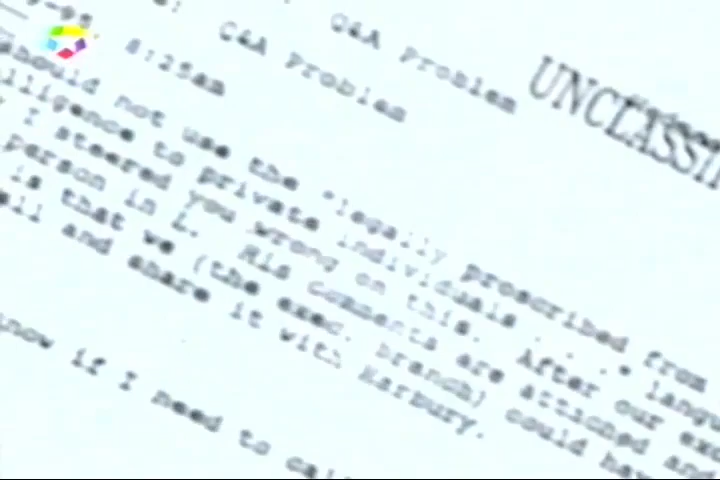 Q&A Problem
8:25am Q&A Problem
UNCLASSI
should not use the "legally proscribed from
lligence to private individuals . . . " langu
I steered you wrong on this. After our exc
person in L. His comments are attached and
is that we (the exec. branch) could hav
ll and share it with Harbury.
know if I need to cal